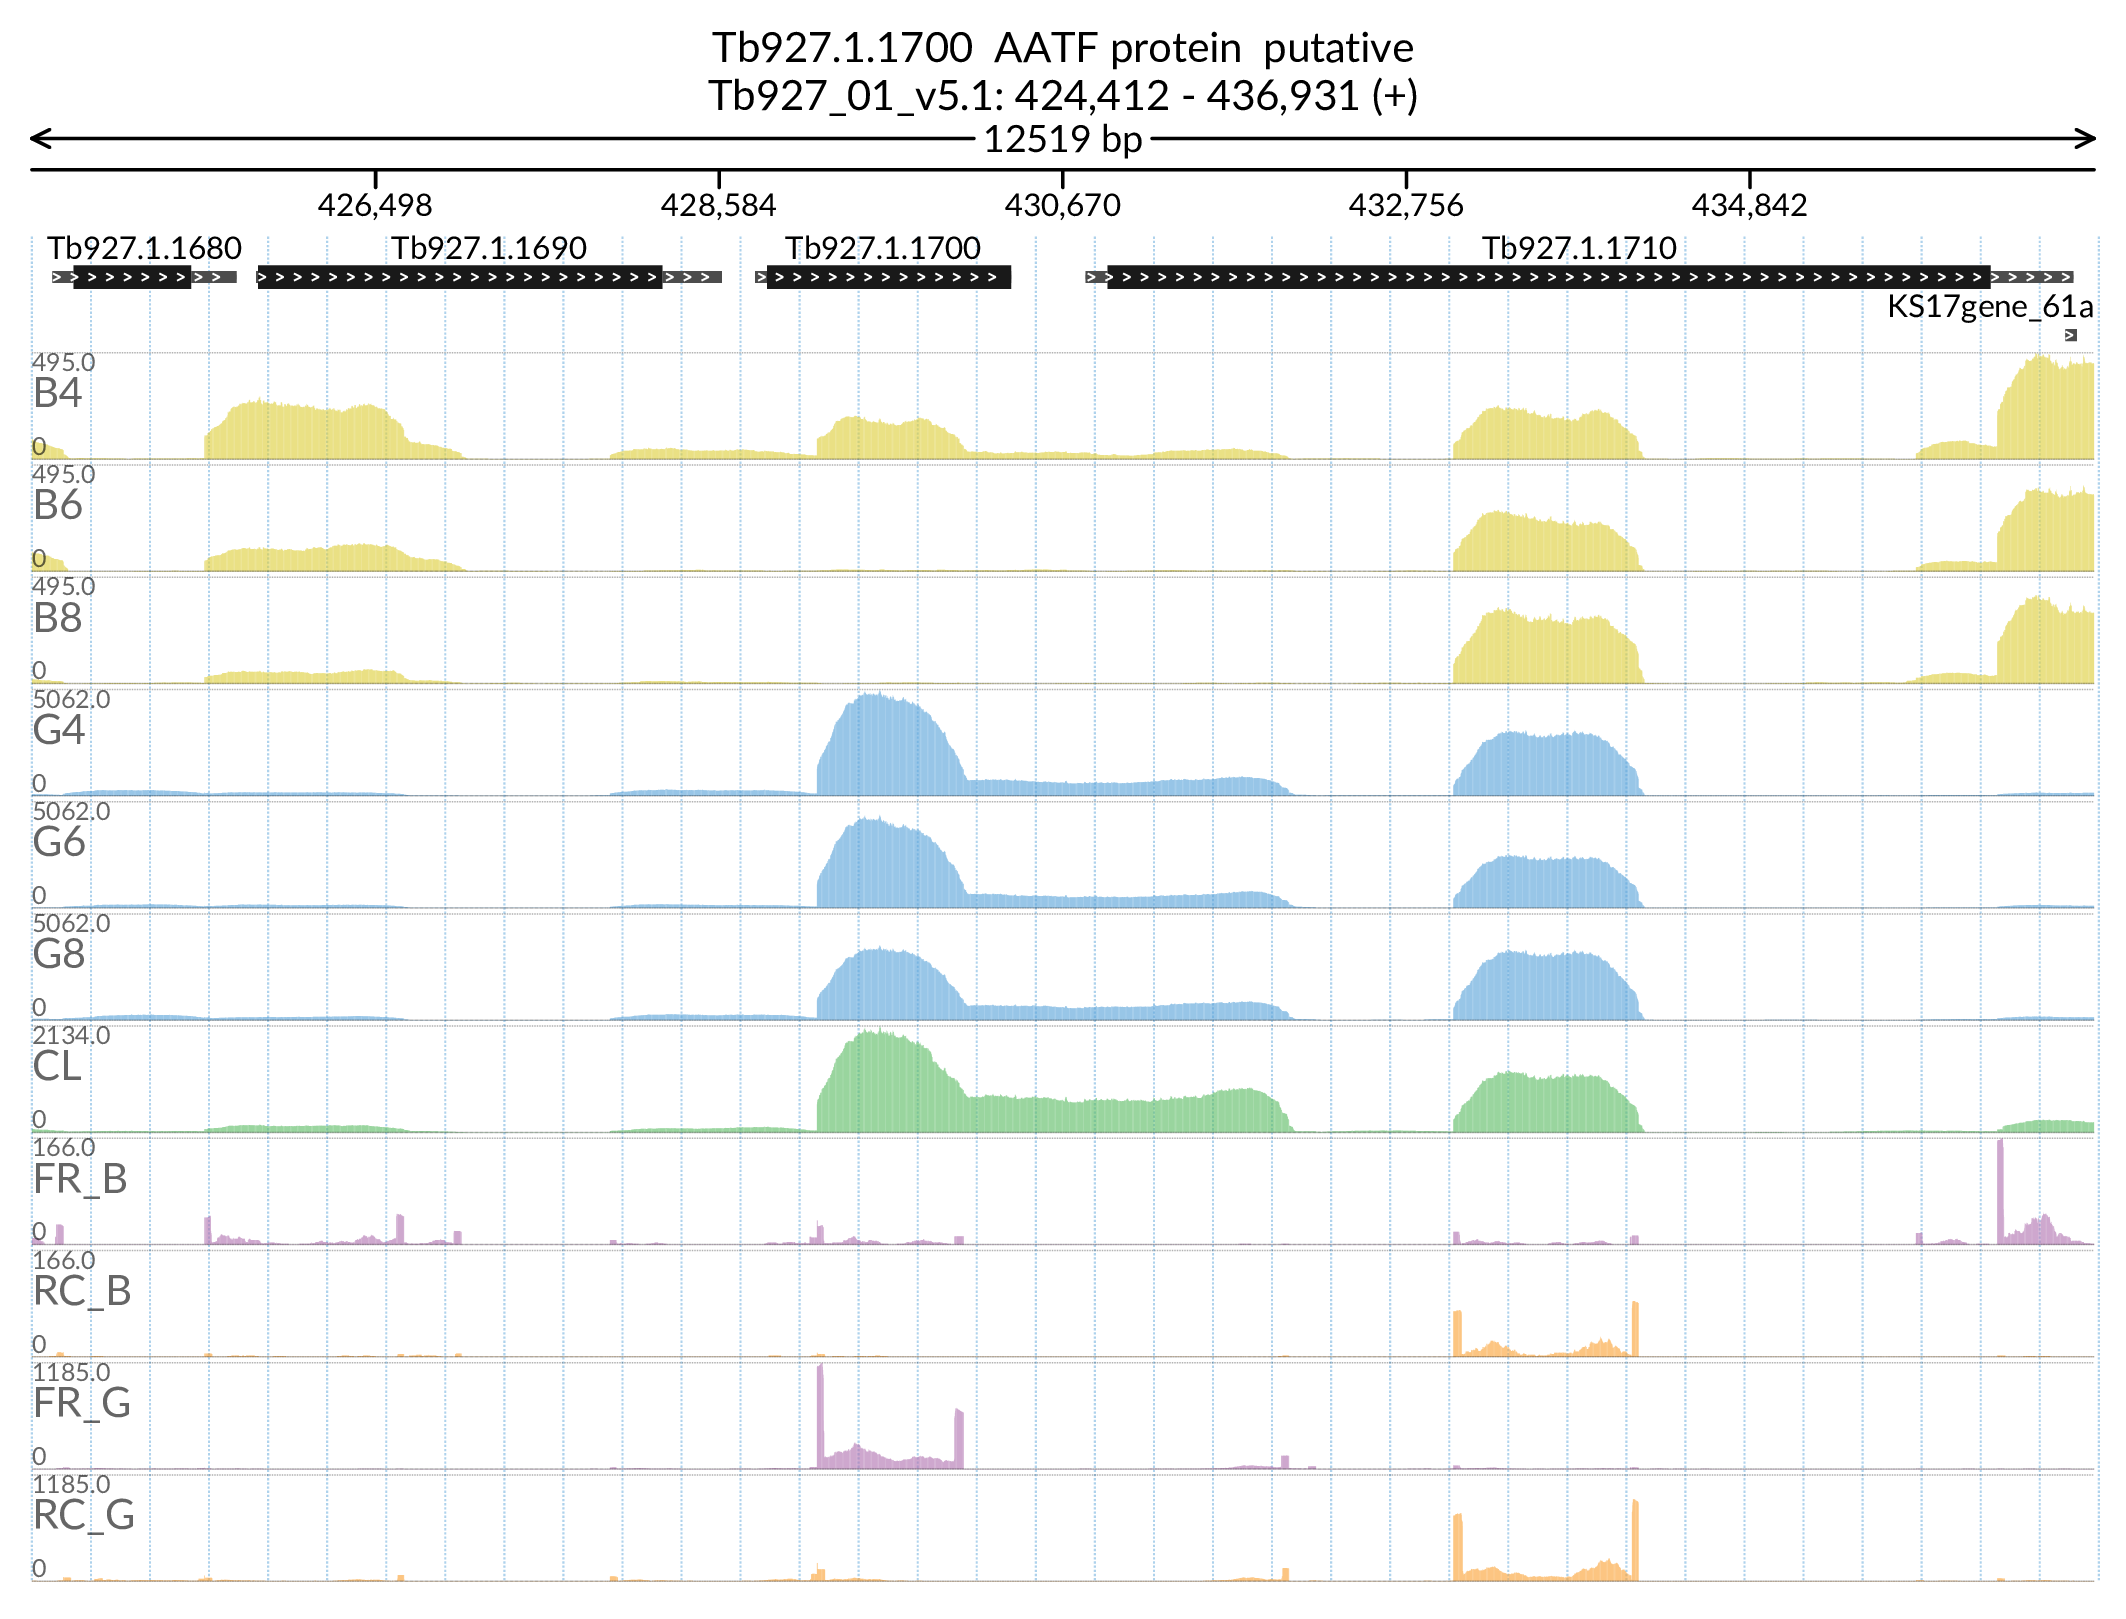 Tb927.1.1700  AATF protein  putative
Tb927_01_v5.1: 424,412 - 436,931 (+)
12519 bp
426,498 428,584 430,670 432,756 434,842
Tb927.1.1680 Tb927.1.1690 Tb927.1.1700 Tb927.1.1710
KS17gene_61a
495.0
B4
0
495.0
B6
0
495.0
B8
0
5062.0
G4
0
5062.0
G6
0
5062.0
G8
0
2134.0
CL
0
166.0
FR_B
0
166.0
RC_B
0
1185.0
FR_G
0
1185.0
RC_G
0